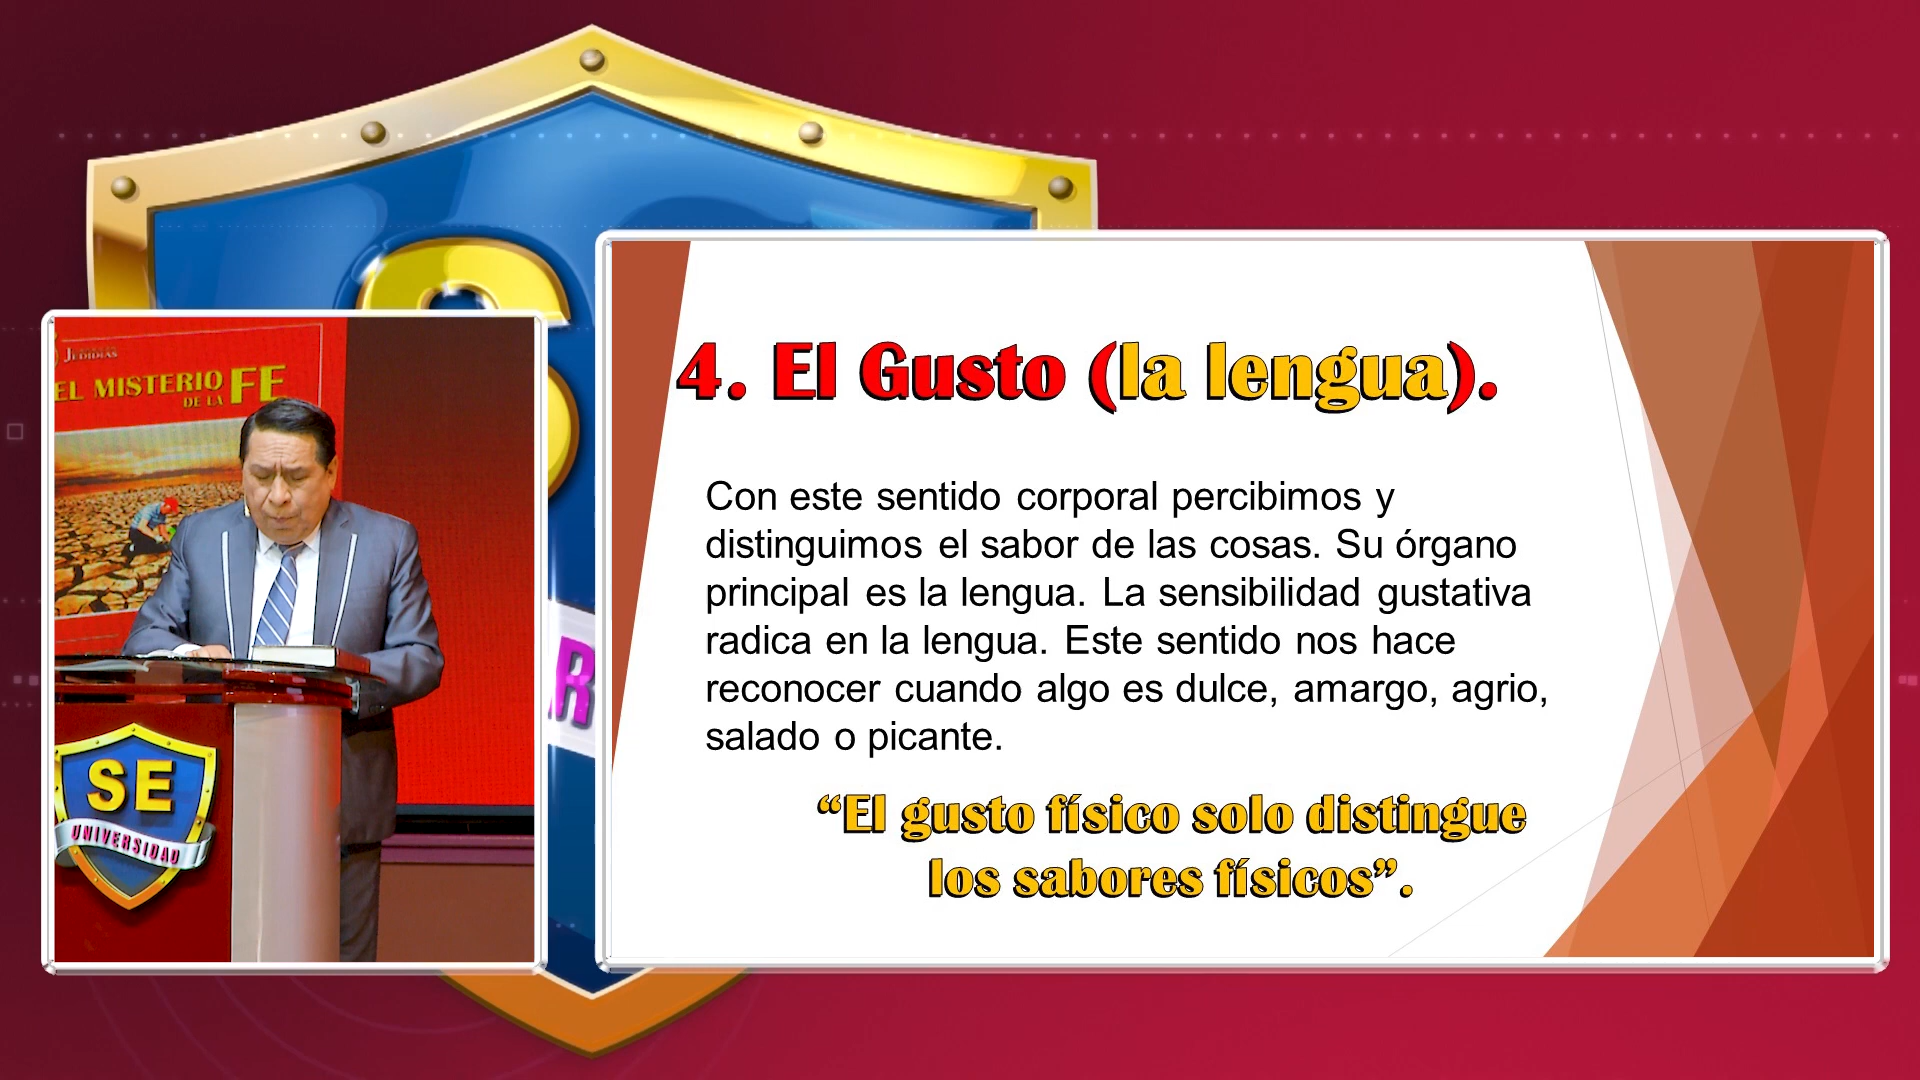 JEDIDIAS
EL MISTERIO
DE LA FE
SE
UNIVERSIDAD
S
4. El Gusto (la lengua).
Con este sentido corporal percibimos y
distinguimos el sabor de las cosas. Su órgano
principal es la lengua. La sensibilidad gustativa
radica en la lengua. Este sentido nos hace
reconocer cuando algo es dulce, amargo, agrio,
salado o picante.
“El gusto físico solo distingue
los sabores físicos”.